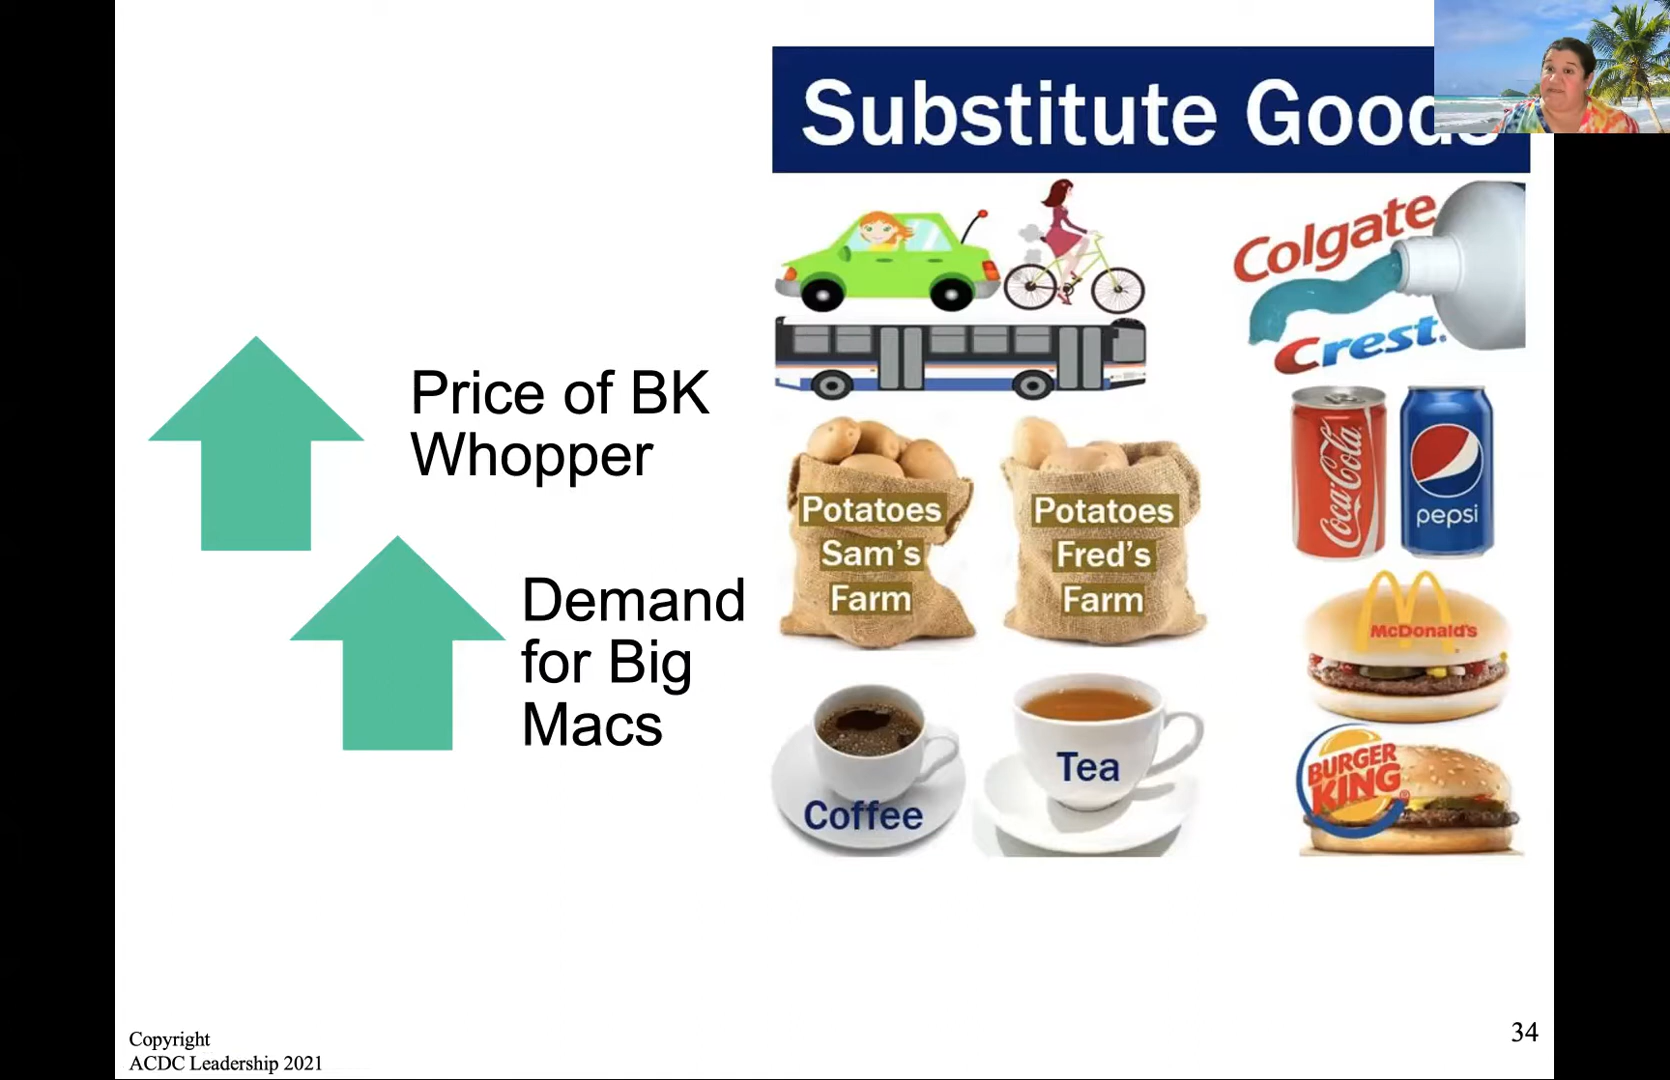 Substitute Goods
Price of BK
Whopper
Demand
for Big
Macs
Colgate
Crest
Potatoes
Sam's
Farm
Potatoes
Fred's
Farm
Coca-Cola
pepsi
McDonald's
BURGER
KING
Coffee
Tea
Copyright
ACDC Leadership 2021
34